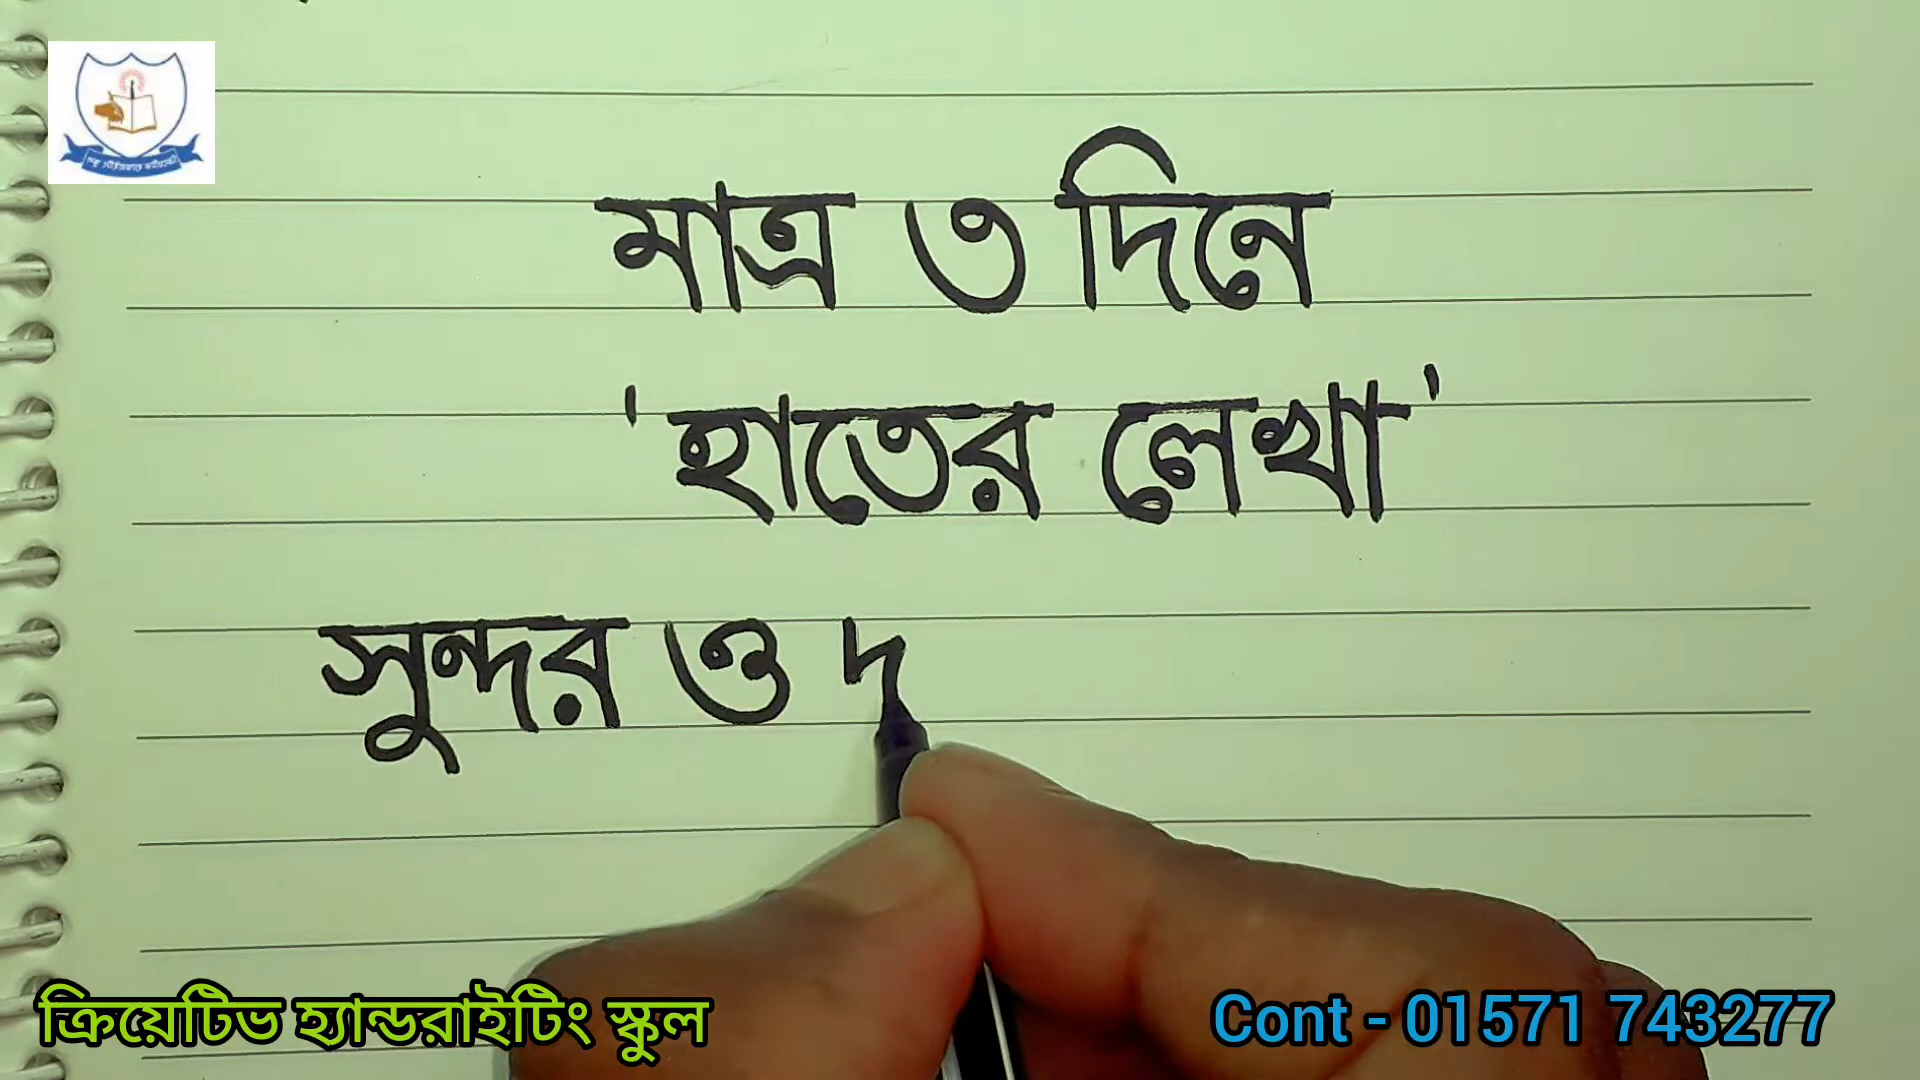 মাত্র ৩ দিনে
'হাতের লেখা'
সুন্দর ও দ
ক্রিয়েটিভ হ্যান্ডরাইটিং স্কুল
Cont - 01571 743277